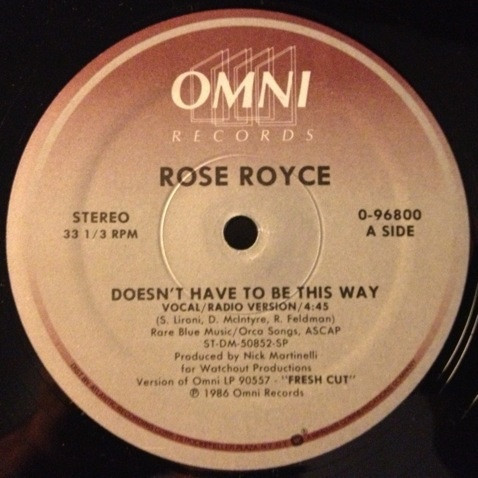 OMNI
RECORDS
ROSE ROYCE
STEREO
33 1/3 RPM
0-96800
A SIDE
DOESN'T HAVE TO BE THIS WAY
VOCAL/RADIO VERSION/4:45
(S. Lironi, D. McIntyre, R. Feldman)
Rare Blue Music/Orca Songs, ASCAP
ST-DM-50852-SP
Produced by Nick Martinelli
for Watchout Productions
Version of Omni LP 90557 - "FRESH CUT"
℗ 1986 Omni Records